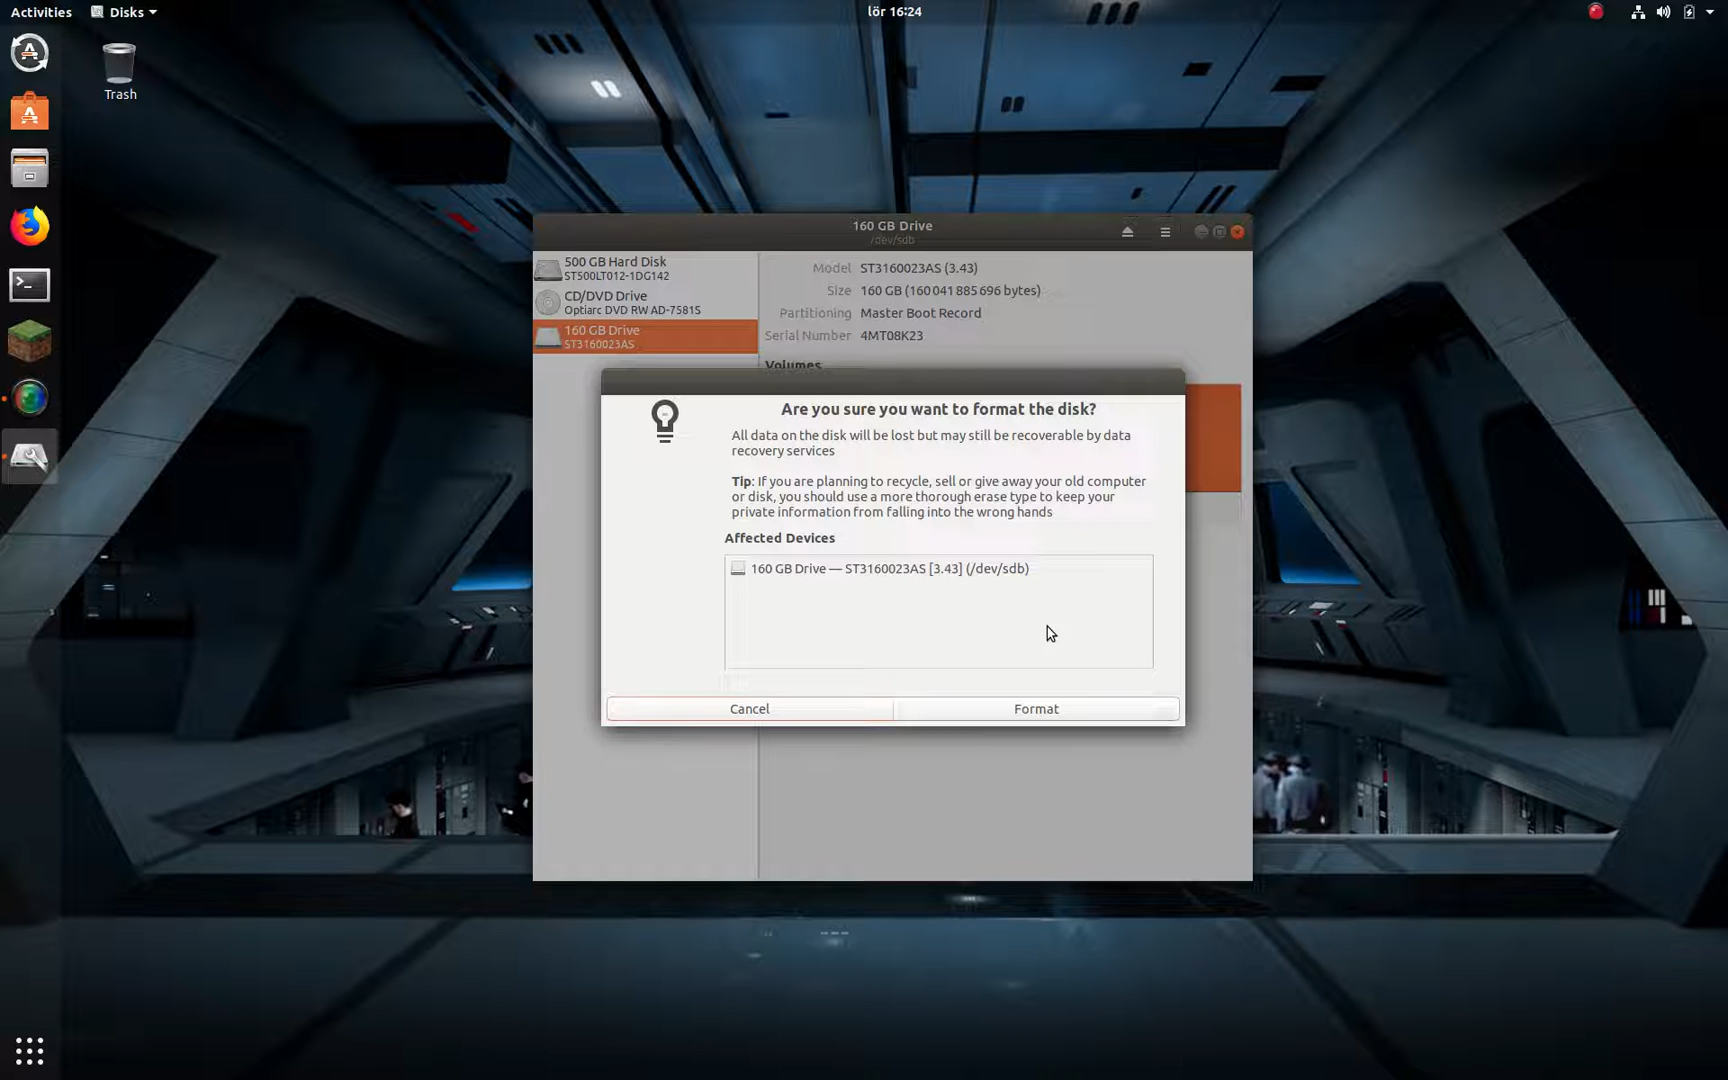 Activities
Disks
lör 16:24
Trash
160 GB Drive
/dev/sdb
500 GB Hard Disk
ST500LT012-1DG142
CD/DVD Drive
Optiarc DVD RW AD-7581S
160 GB Drive
ST3160023AS
Model ST3160023AS (3.43)
Size 160 GB (160 041 885 696 bytes)
Partitioning Master Boot Record
Serial Number 4MT08K23
Volumes
Are you sure you want to format the disk?
All data on the disk will be lost but may still be recoverable by data
recovery services
Tip: If you are planning to recycle, sell or give away your old computer
or disk, you should use a more thorough erase type to keep your
private information from falling into the wrong hands
Affected Devices
160 GB Drive — ST3160023AS [3.43] (/dev/sdb)
Cancel
Format